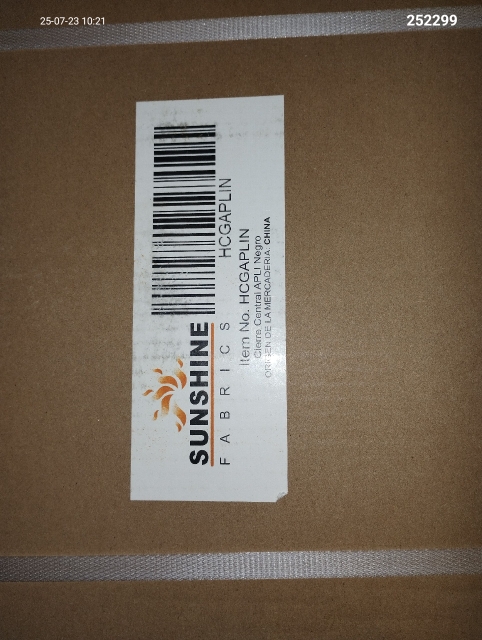 25-07-23 10:21
252299
SUNSHINE
FABRICS
HCGAPLIN
Item No. HCGAPLIN
Cierre Central APLI Negro
ORIGEN DE LA MERCADERIA: CHINA